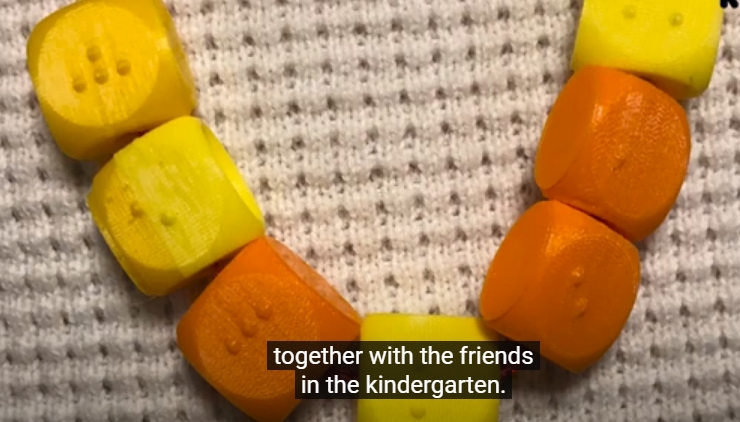 together with the friends
in the kindergarten.